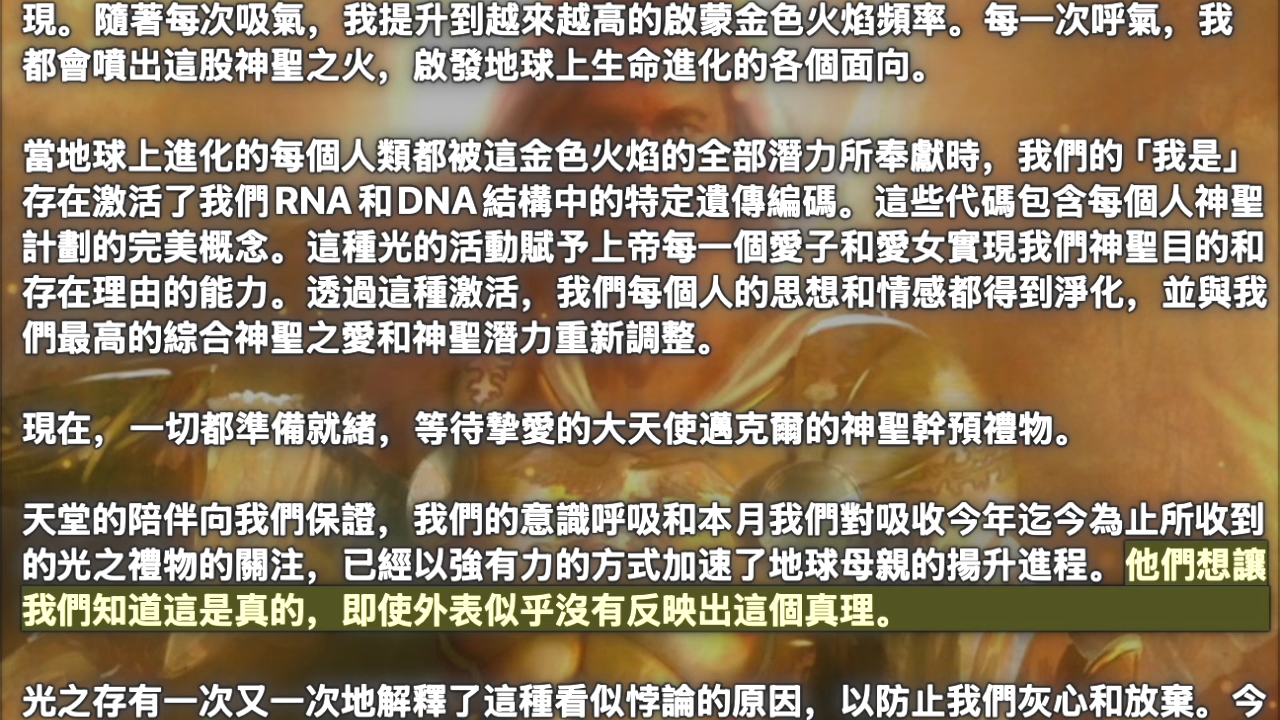 現。隨著每次吸氣，我提升到越來越高的啟蒙金色火焰頻率。每一次呼氣，我
都會噴出這股神聖之火，啟發地球上生命進化的各個面向。
當地球上進化的每個人類都被這金色火焰的全部潛力所奉獻時，我們的「我是」
存在激活了我們RNA和DNA結構中的特定遺傳編碼。這些代碼包含每個人神聖
計劃的完美概念。這種光的活動賦予上帝每一個愛子和愛女實現我們神聖目的和
存在理由的能力。透過這種激活，我們每個人的思想和情感都得到淨化，並與我
們最高的綜合神聖之愛和神聖潛力重新調整。
現在，一切都準備就緒，等待摯愛的大天使邁克爾的神聖幹預禮物。
天堂的陪伴向我們保證，我們的意識呼吸和本月我們對吸收今年迄今為止所收到
的光之禮物的關注，已經以強有力的方式加速了地球母親的揚升進程。他們想讓
我們知道這是真的，即使外表似乎沒有反映出這個真理。
光之存有一次又一次地解釋了這種看似悖論的原因，以防止我們灰心和放棄。今